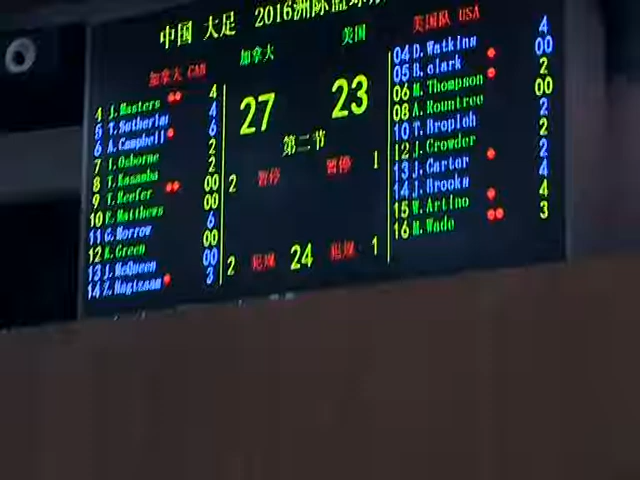 中国 大足 2016洲际篮球
加拿大 CAN
加拿大
美国
美国队 USA
27
23
第二节
2 暂停 暂停 1
2 犯规 24 犯规 1
4 J.Masters 4
5 T.Sutherlan 4
6 A.Campbell 6
7 I.Osborne 2
8 T.Kasamba 2
9 T.Keefer 00
10 K.Matthews 00
11 G.Morrow 6
12 K.Green 00
13 J.McQueen 00
14 3
04 D.Watkins 4
05 B.clark 00
06 M.Thompson 2
08 A.Rountree 00
10 T.Broploh 2
12 J.Crowder 2
13 J.Carter 2
14 J.Brooks 4
15 W.Artino 4
16 M.Wade 3